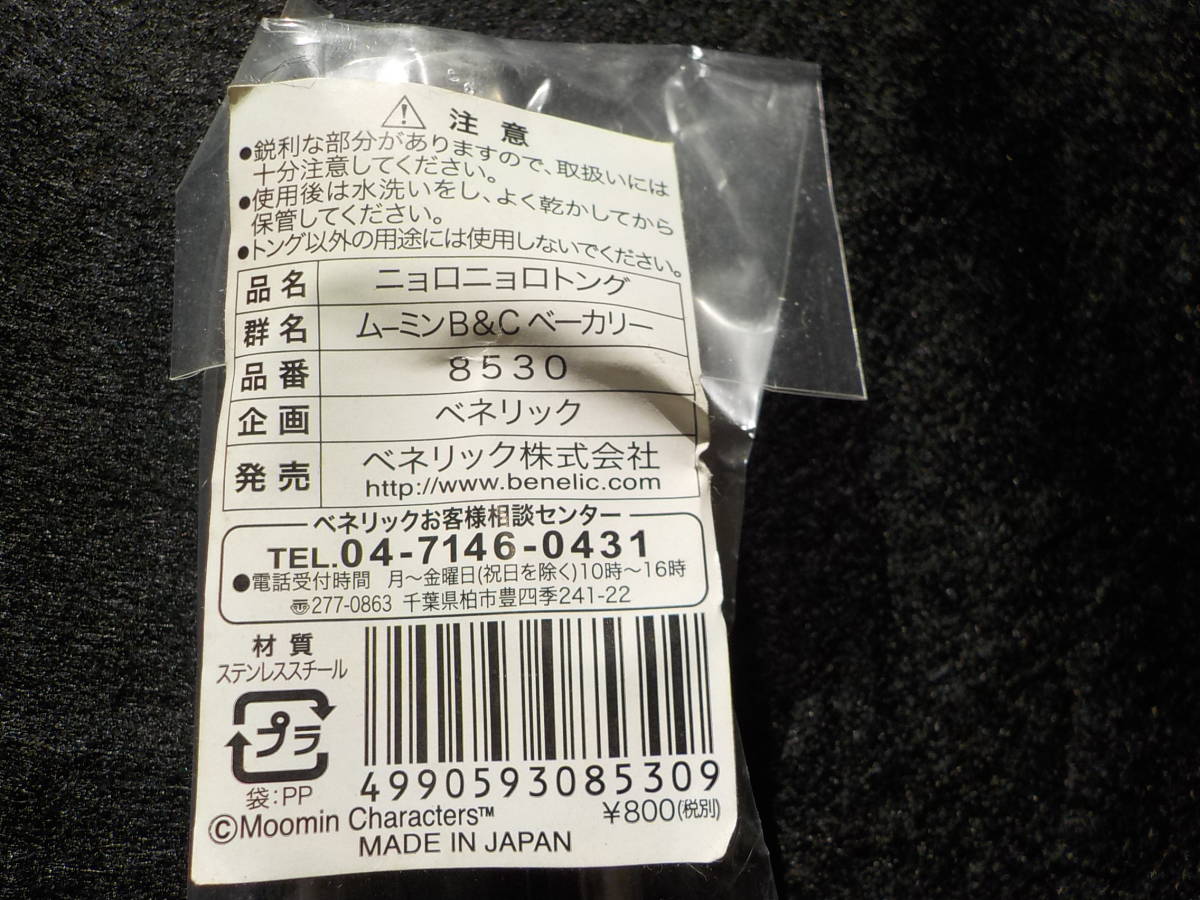 注意
●鋭利な部分がありますので、取扱いには
十分注意してください。
●使用後は水洗いをし、よく乾かしてから
保管してください。
●トング以外の用途には使用しないでください。
品名 ニョロニョロトング
群名 ムーミンB&Cベーカリー
品番 8530
企画 ベネリック
発売 ベネリック株式会社
http://www.benelic.com
ベネリックお客様相談センター
TEL.04-7146-0431
●電話受付時間 月～金曜日(祝日を除く)10時～16時
〠277-0863 千葉県柏市豊四季241-22
材質
ステンレススチール
プラ
袋:PP
4990593085309
¥800(税別)
©Moomin Characters™
MADE IN JAPAN